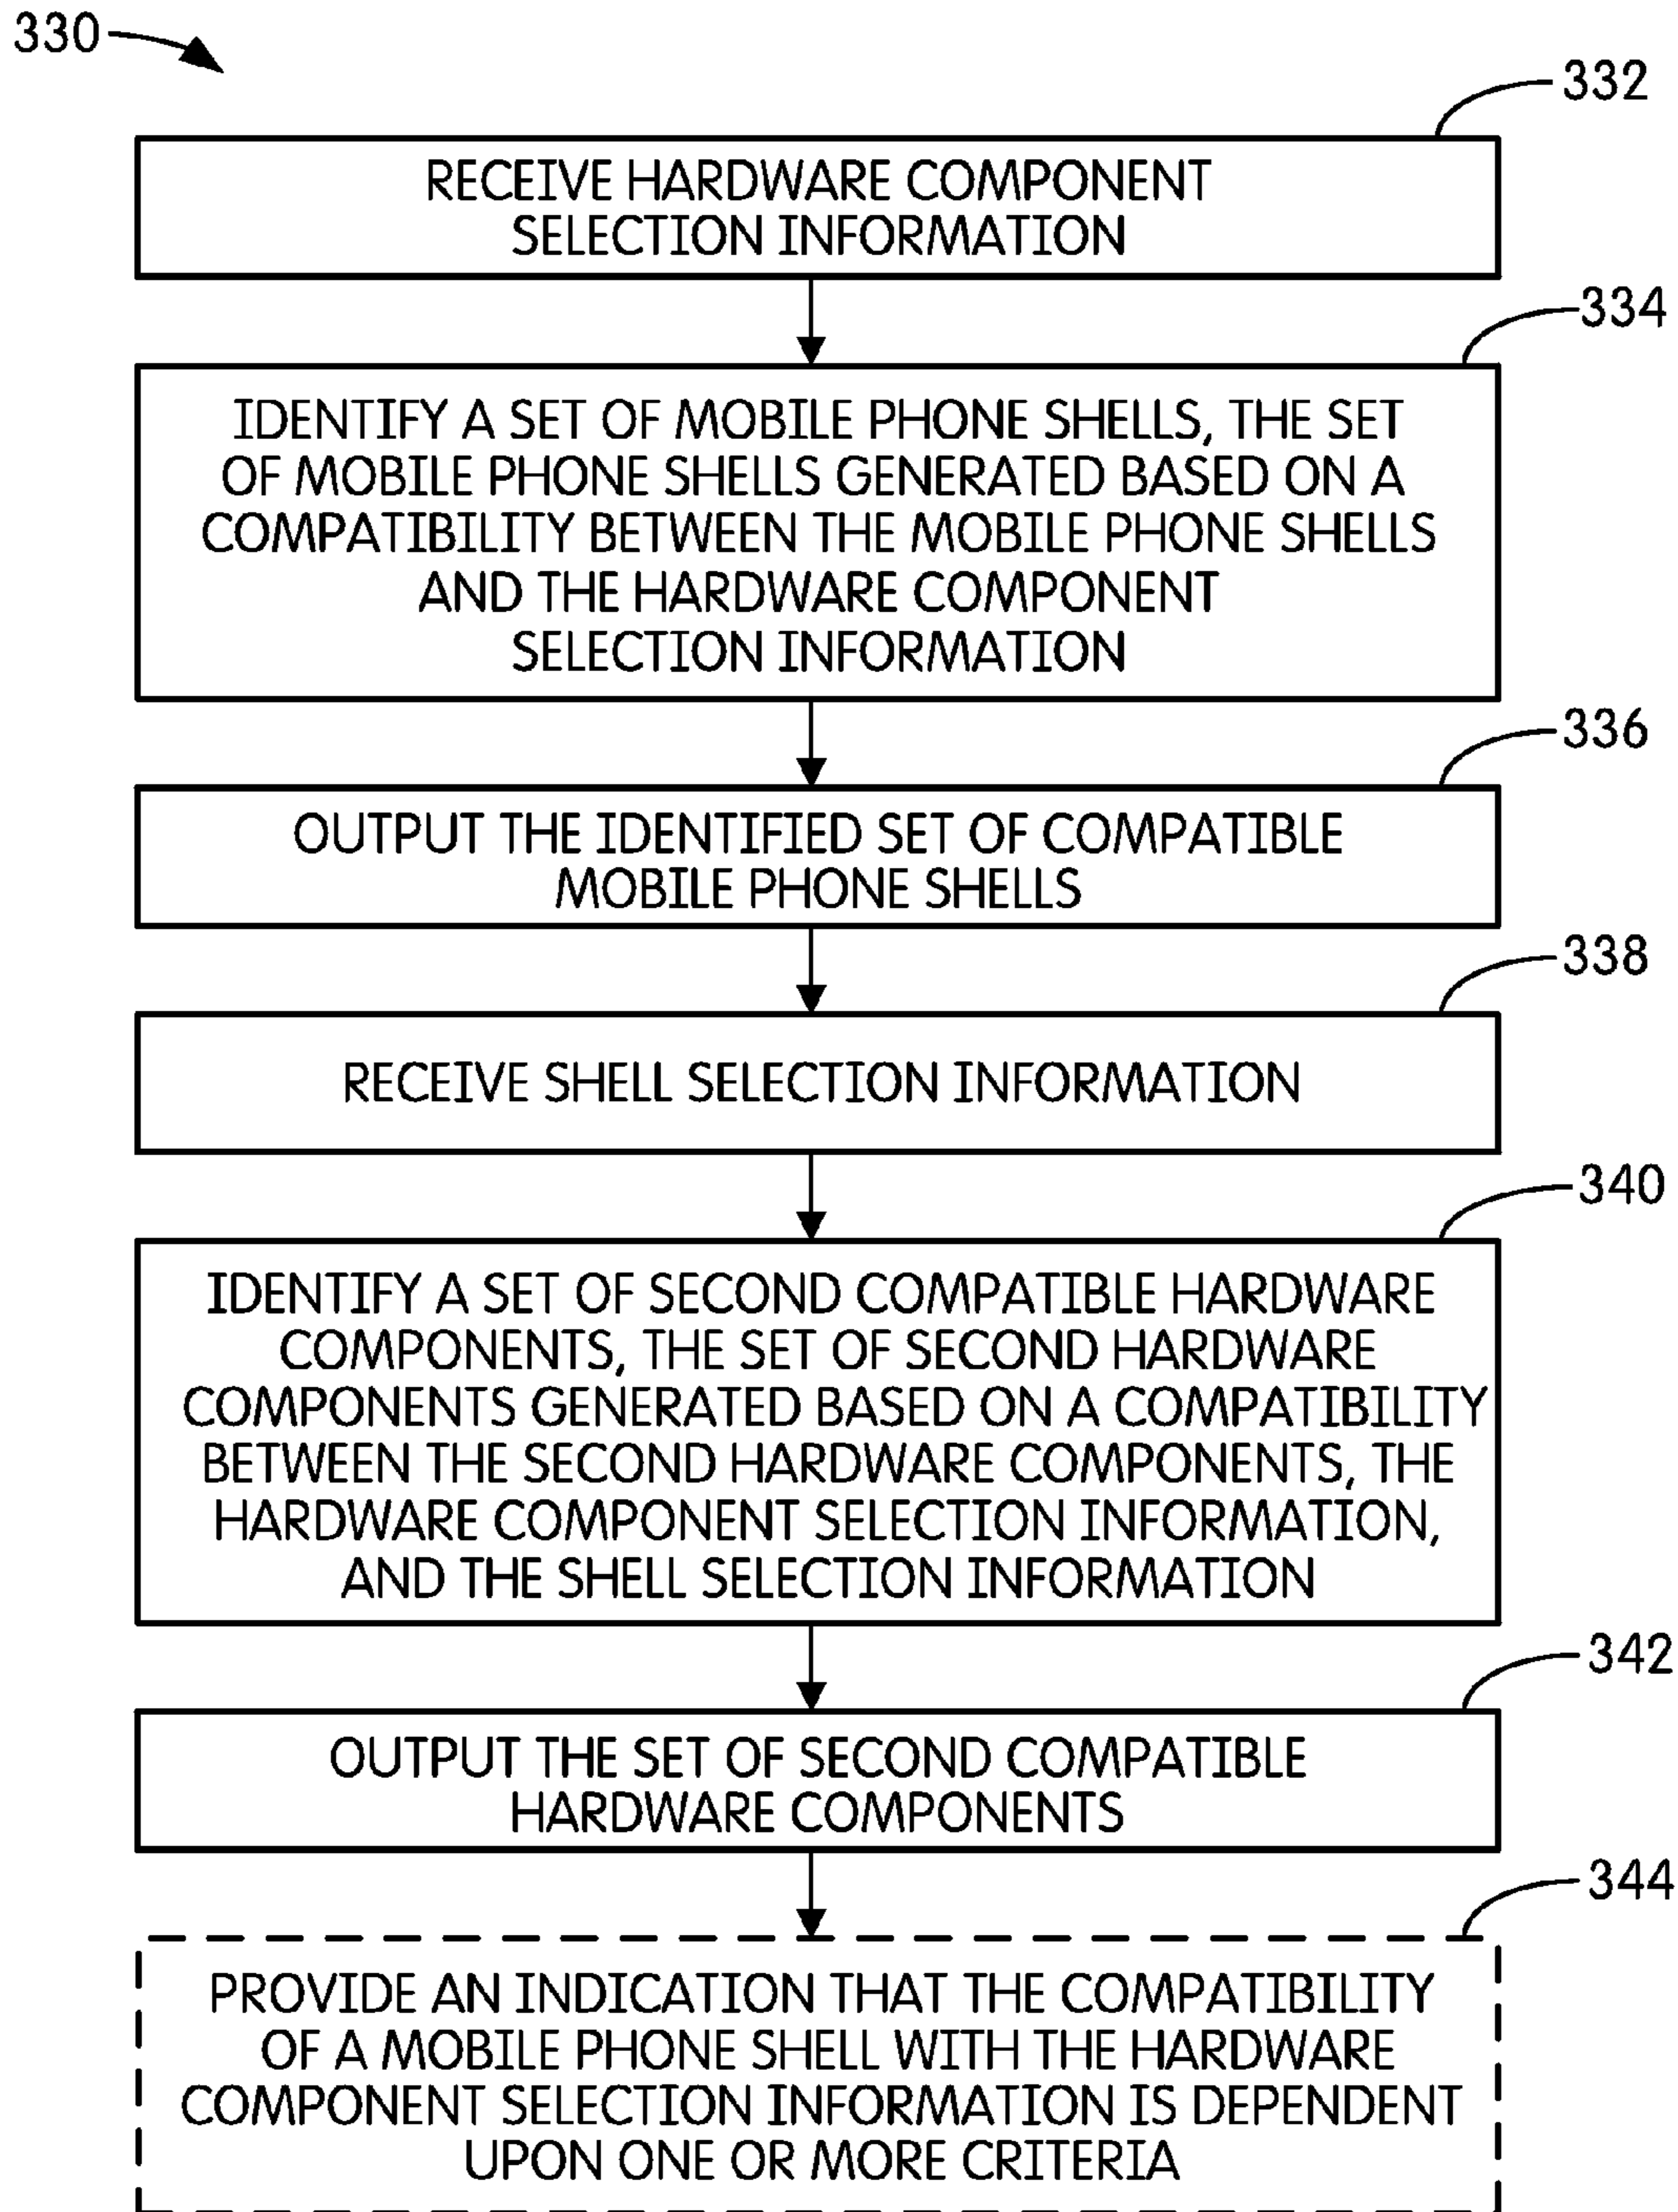 330
332
RECEIVE HARDWARE COMPONENT
SELECTION INFORMATION
334
IDENTIFY A SET OF MOBILE PHONE SHELLS, THE SET
OF MOBILE PHONE SHELLS GENERATED BASED ON A
COMPATIBILITY BETWEEN THE MOBILE PHONE SHELLS
AND THE HARDWARE COMPONENT
SELECTION INFORMATION
336
OUTPUT THE IDENTIFIED SET OF COMPATIBLE
MOBILE PHONE SHELLS
338
RECEIVE SHELL SELECTION INFORMATION
340
IDENTIFY A SET OF SECOND COMPATIBLE HARDWARE
COMPONENTS, THE SET OF SECOND HARDWARE
COMPONENTS GENERATED BASED ON A COMPATIBILITY
BETWEEN THE SECOND HARDWARE COMPONENTS, THE
HARDWARE COMPONENT SELECTION INFORMATION,
AND THE SHELL SELECTION INFORMATION
342
OUTPUT THE SET OF SECOND COMPATIBLE
HARDWARE COMPONENTS
344
PROVIDE AN INDICATION THAT THE COMPATIBILITY
OF A MOBILE PHONE SHELL WITH THE HARDWARE
COMPONENT SELECTION INFORMATION IS DEPENDENT
UPON ONE OR MORE CRITERIA